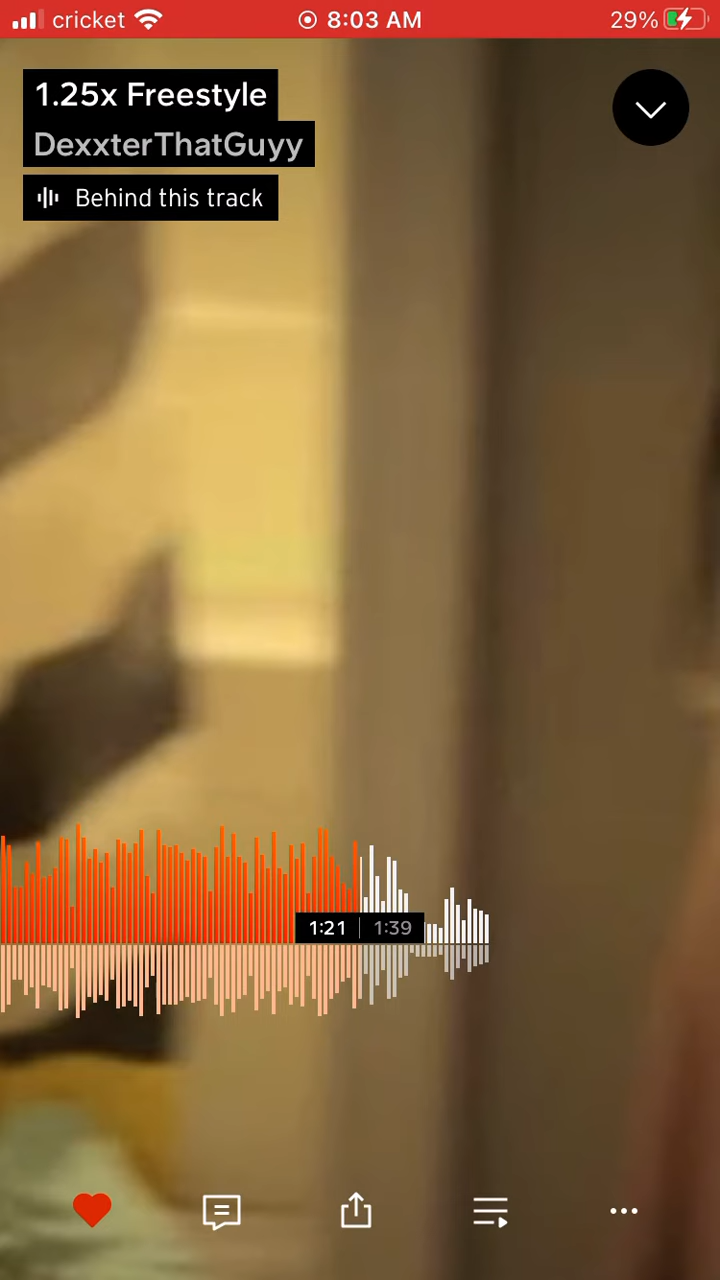 cricket 8:03 AM 29%
1.25x Freestyle
DexxterThatGuyy
Behind this track
1:21 1:39